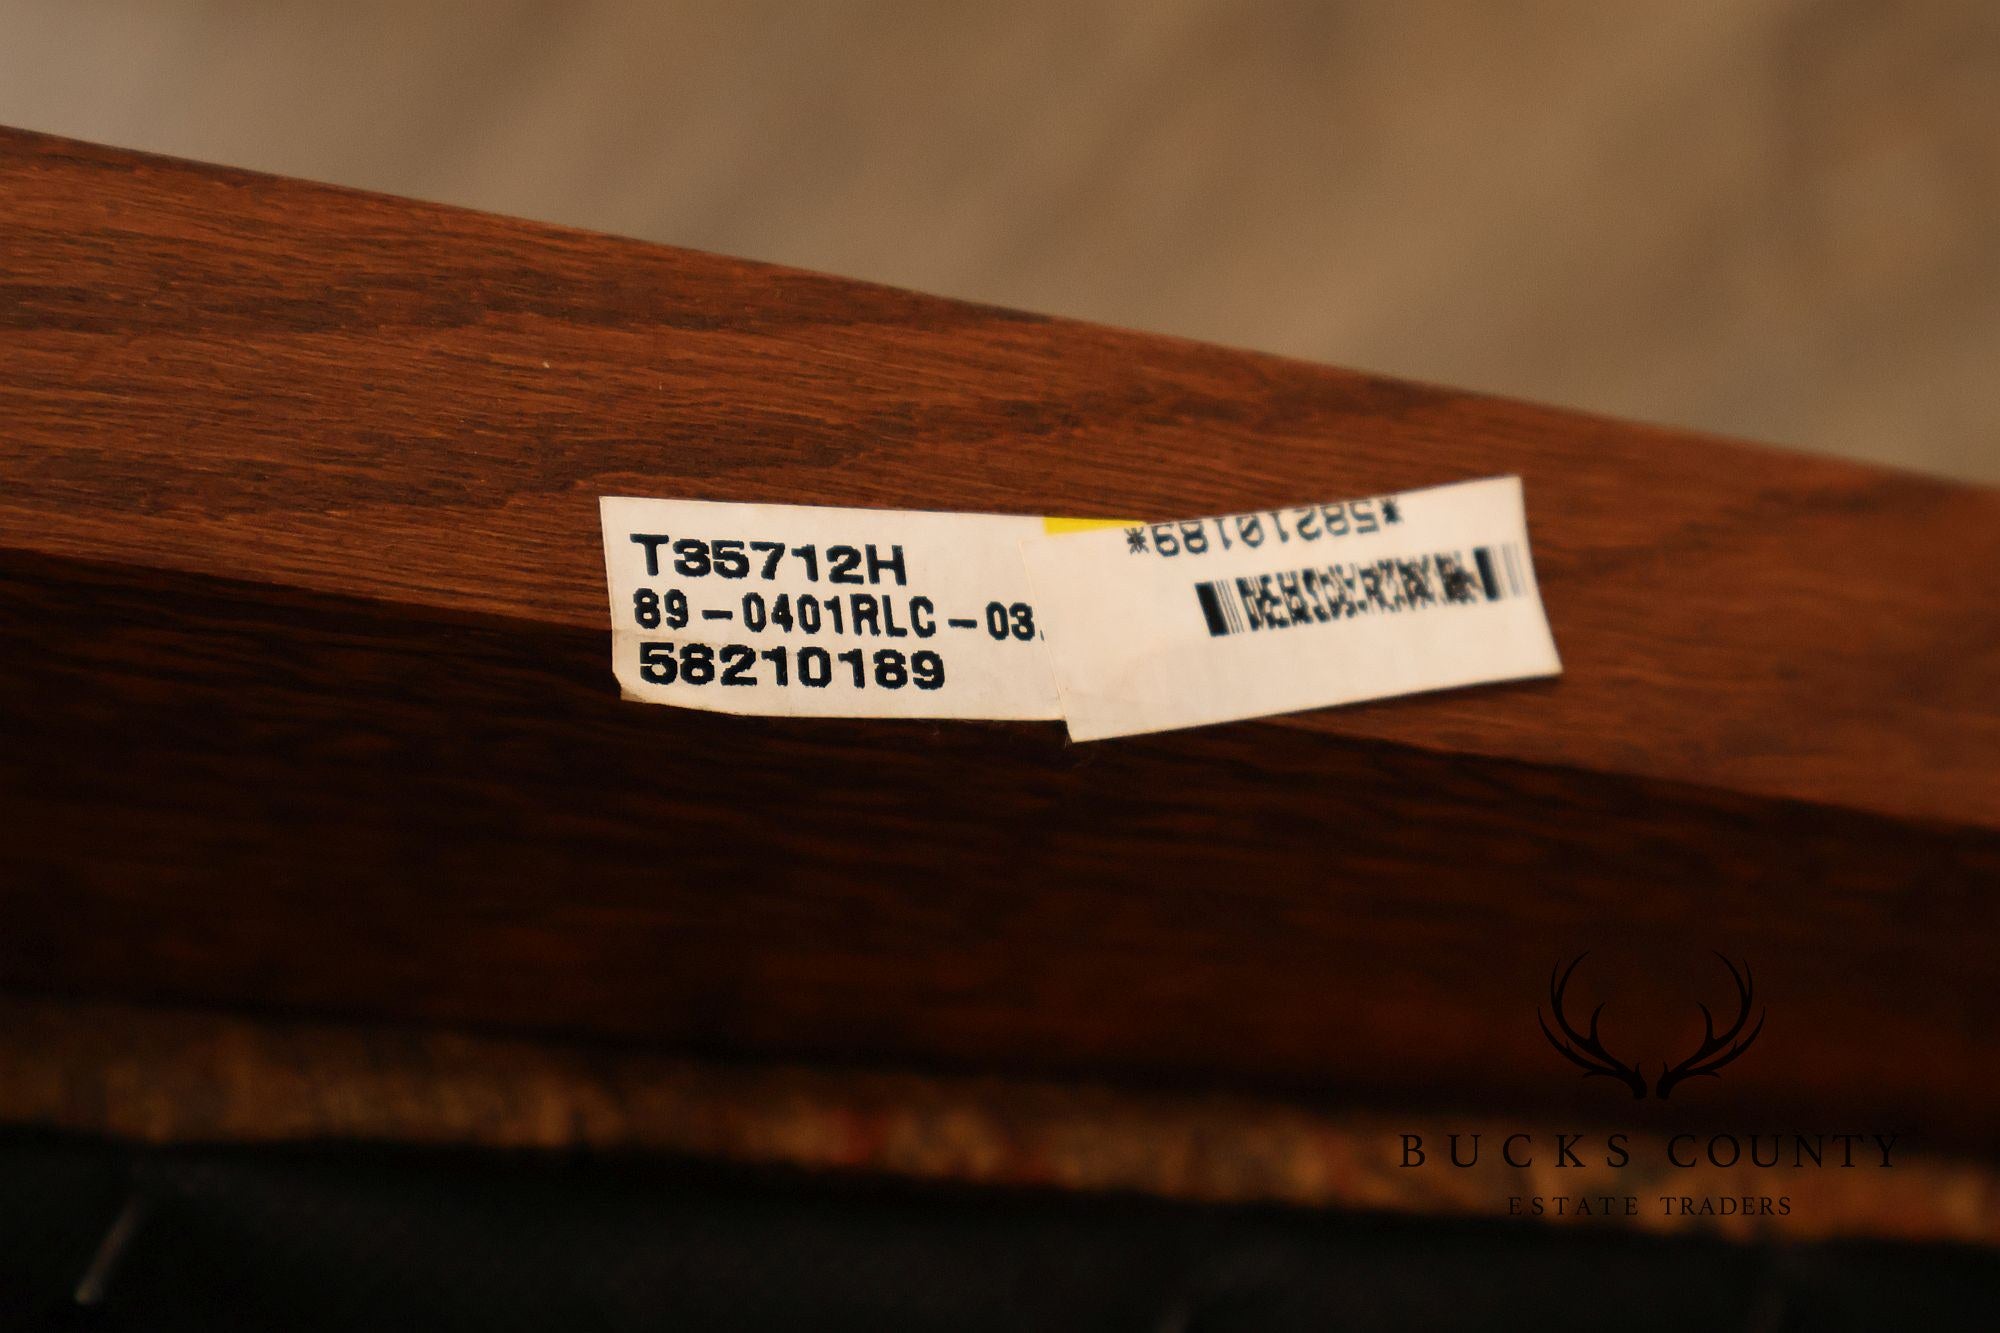 T35712H
89-0401RLC-03
58210189
*58210189*
BUCKS COUNTY
ESTATE TRADERS